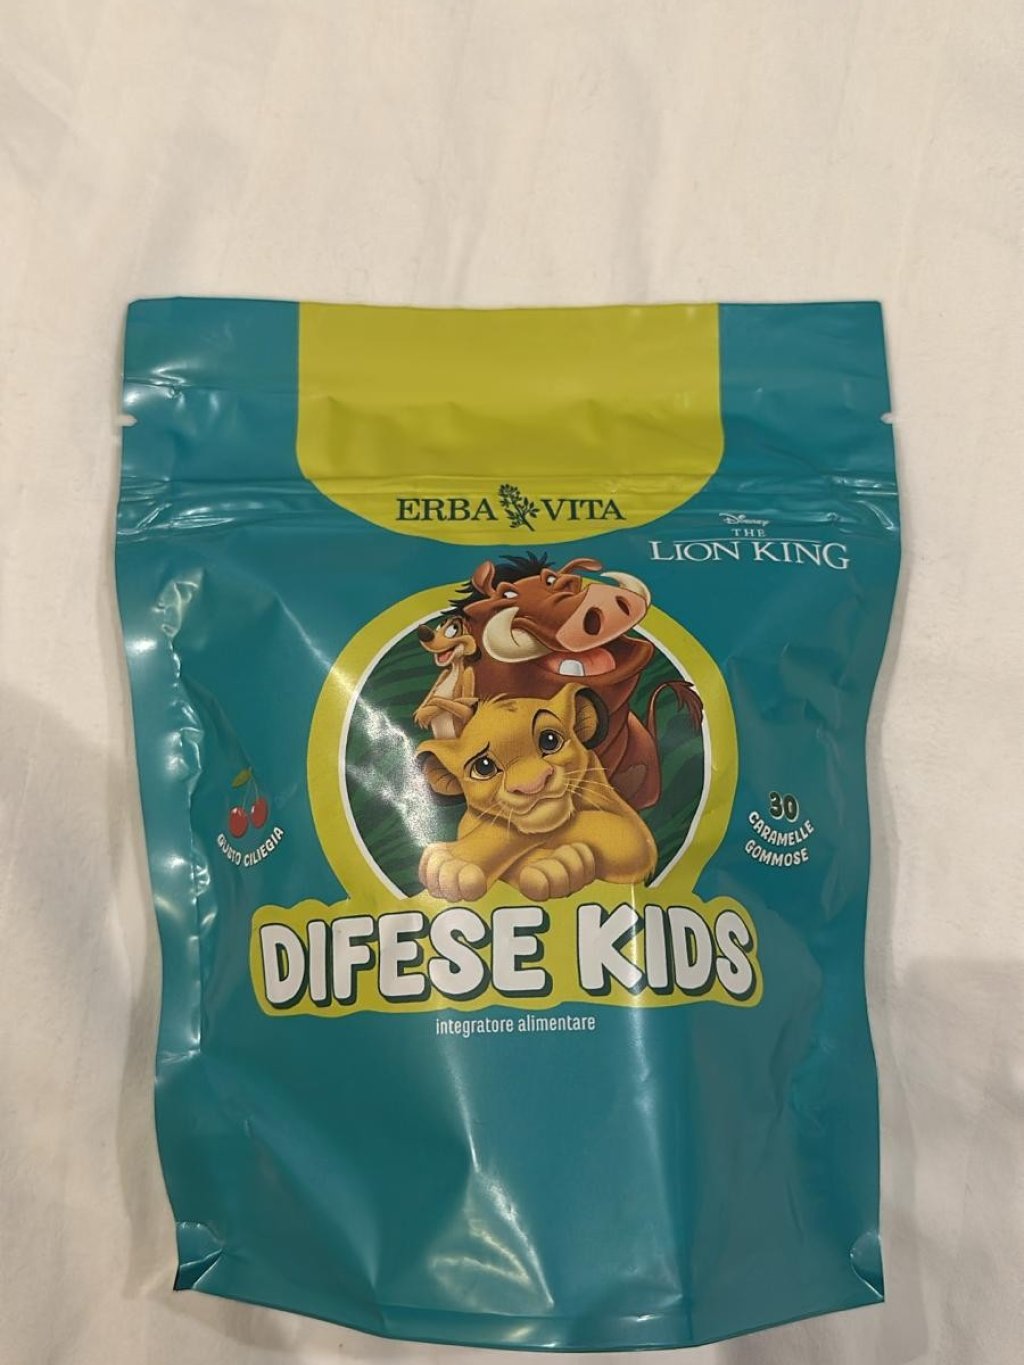 ERBA VITA
Disney
THE
LION KING
GUSTO CILIEGIA
30
CARAMELLE
GOMMOSE
DIFESE KIDS
integratore alimentare